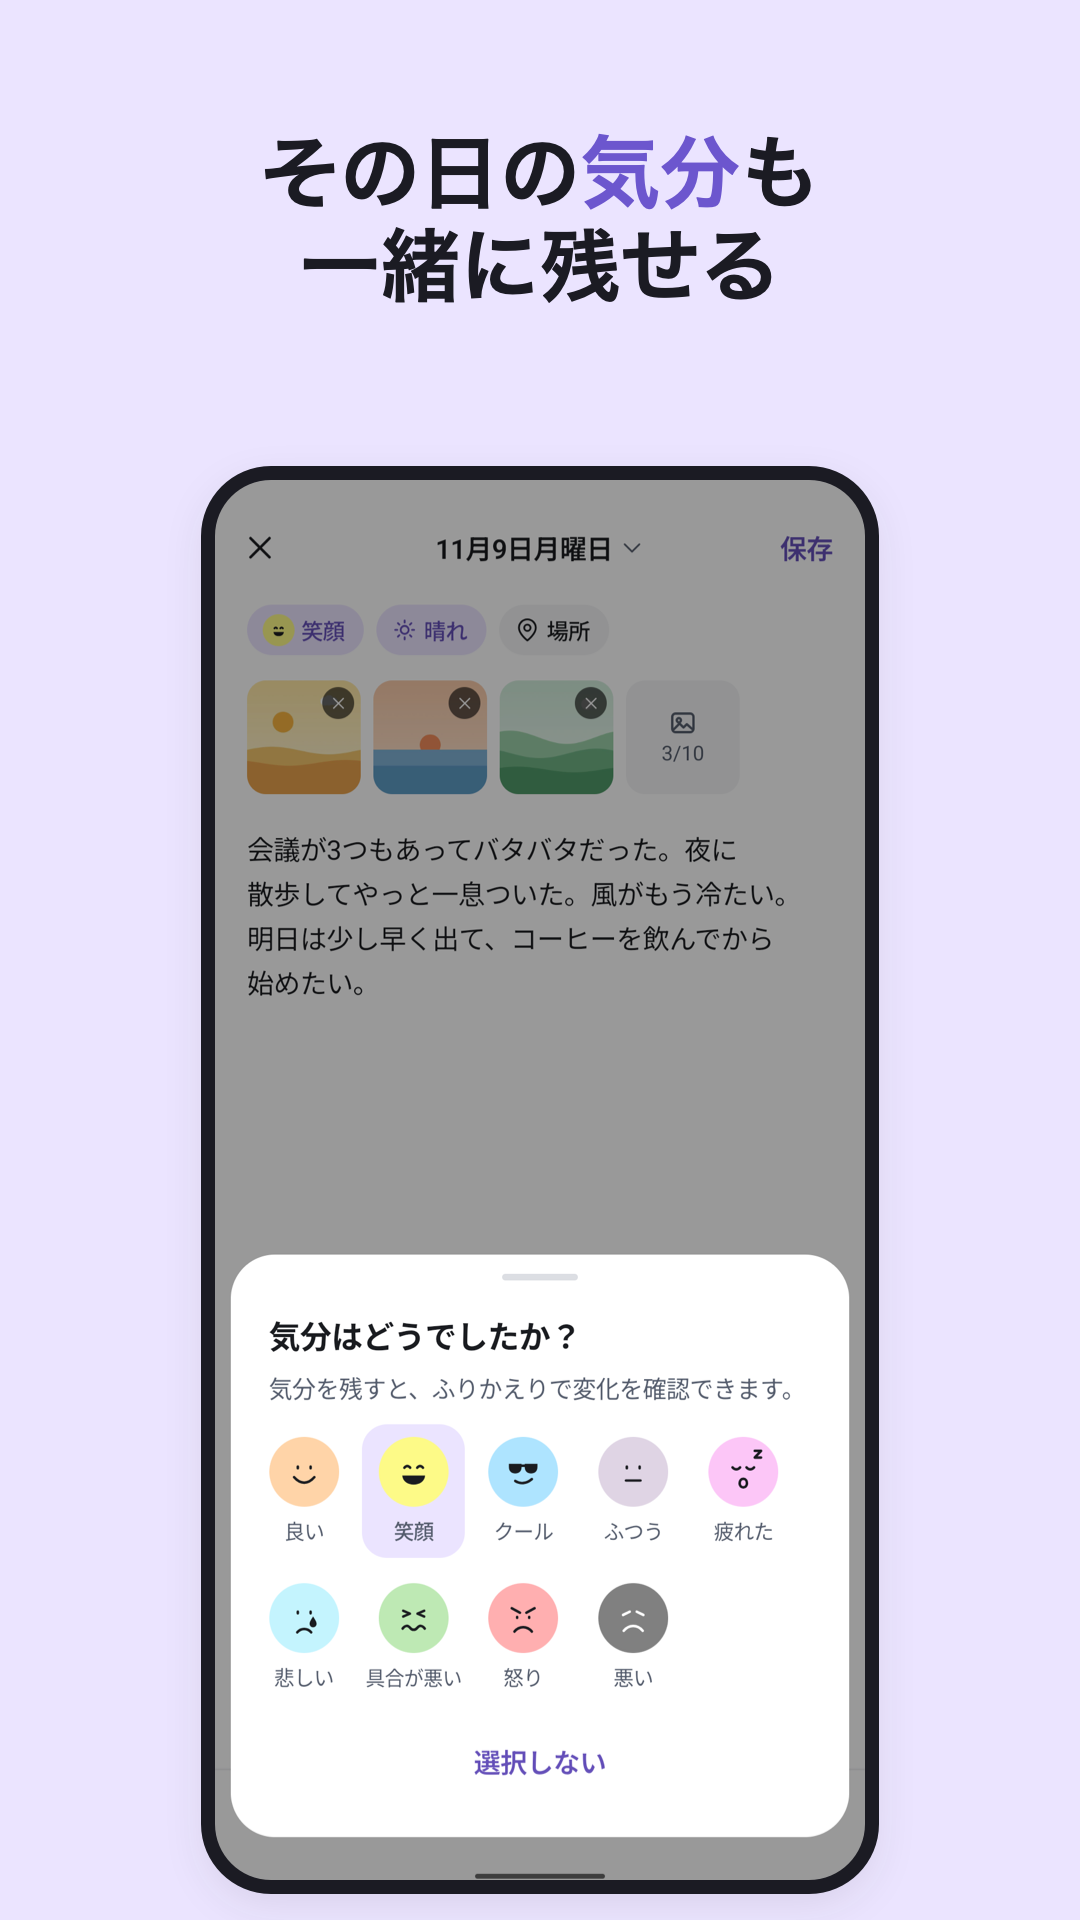 その日の気分も
一緒に残せる
11月9日月曜日
保存
笑顔
晴れ
場所
3/10
会議が3つもあってバタバタだった。夜に
散歩してやっと一息ついた。風がもう冷たい。
明日は少し早く出て、コーヒーを飲んでから
始めたい。
気分はどうでしたか？
気分を残すと、ふりかえりで変化を確認できます。
良い
笑顔
クール
ふつう
疲れた
悲しい
具合が悪い
怒り
悪い
選択しない